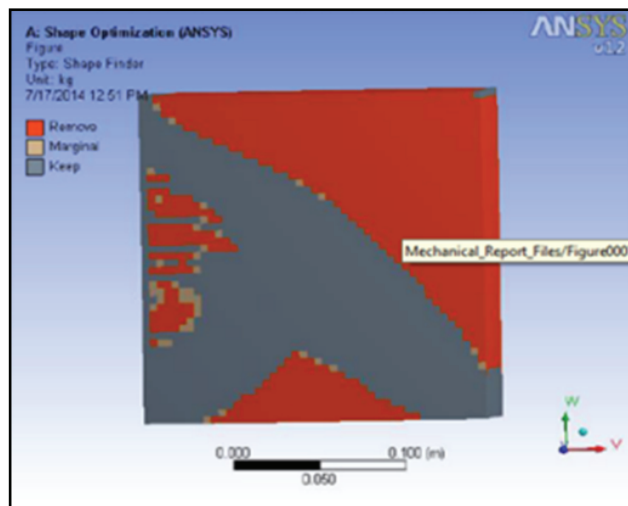 A: Shape Optimization (ANSYS)
Figure
Type: Shape Finder
Unit: kg
7/17/2014 12:51 PM
Remove
Marginal
Keep
ANSYS
v12
Mechanical_Report_Files/Figure000
0.000
0.100 (m)
0.050
W
V